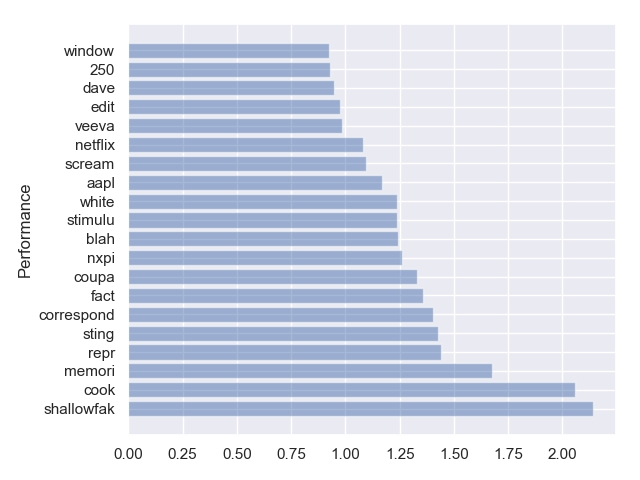 Performance
window
250
dave
edit
veeva
netflix
scream
aapl
white
stimulu
blah
nxpi
coupa
fact
correspond
sting
repr
memori
cook
shallowfak
0.00 0.25 0.50 0.75 1.00 1.25 1.50 1.75 2.00